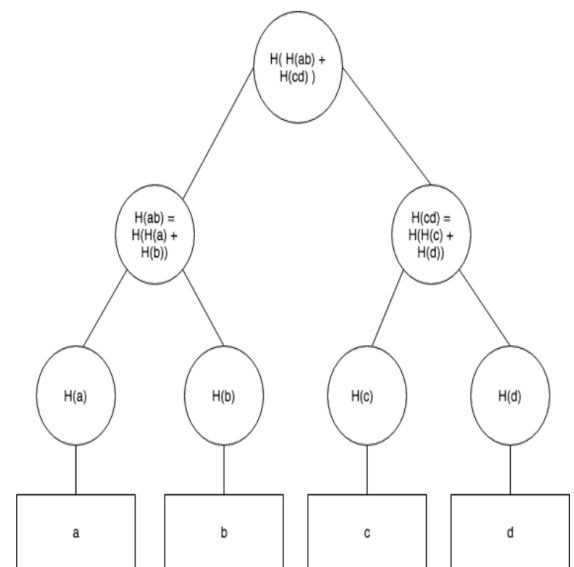 H( H(ab) +
H(cd) )
H(ab) =
H(H(a) +
H(b))
H(cd) =
H(H(c) +
H(d))
H(a)
H(b)
H(c)
H(d)
a
b
c
d